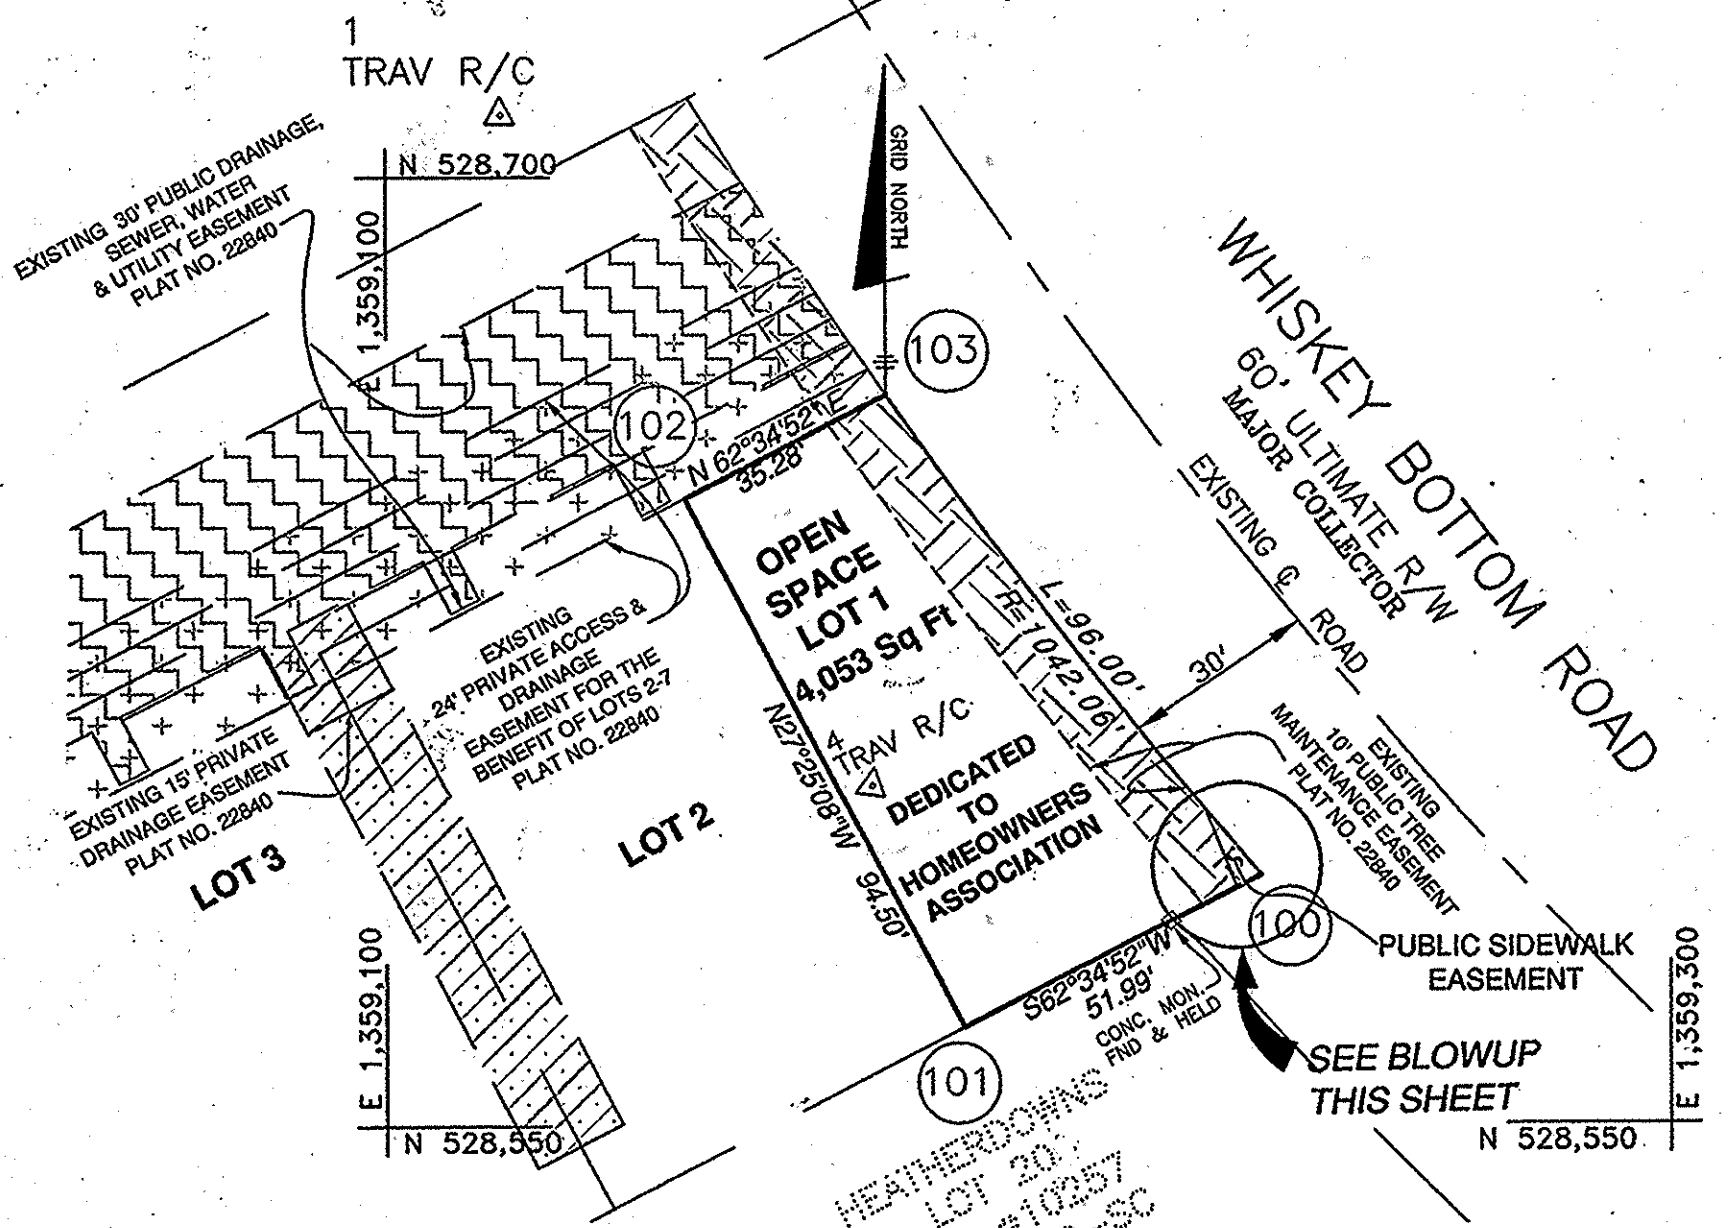 1
TRAV R/C
EXISTING 30' PUBLIC DRAINAGE,
SEWER, WATER
& UTILITY EASEMENT
PLAT NO. 22840
N 528,700
E 1,359,100
GRID NORTH
103
102
N 62°34'52" E
35.28'
WHISKEY BOTTOM ROAD
60' ULTIMATE R/W
MAJOR COLLECTOR
EXISTING ℄ ROAD
OPEN
SPACE
LOT 1
4,053 Sq Ft
4
TRAV R/C
DEDICATED
TO
HOMEOWNERS
ASSOCIATION
L=96.00'
R=1042.06'
30'
EXISTING
24' PRIVATE ACCESS &
DRAINAGE
EASEMENT FOR THE
BENEFIT OF LOTS 2-7
PLAT NO. 22840
N27°25'08"W
94.50'
EXISTING
10' PUBLIC TREE
MAINTENANCE EASEMENT
PLAT NO. 22840
EXISTING 15' PRIVATE
DRAINAGE EASEMENT
PLAT NO. 22840
LOT 3
LOT 2
100
PUBLIC SIDEWALK
EASEMENT
S62°34'52"W
51.99'
CONC. MON.
FND & HELD
101
SEE BLOWUP
THIS SHEET
E 1,359,100
N 528,550
E 1,359,300
N 528,550
HEATHERDOWNS
LOT 20
#10257